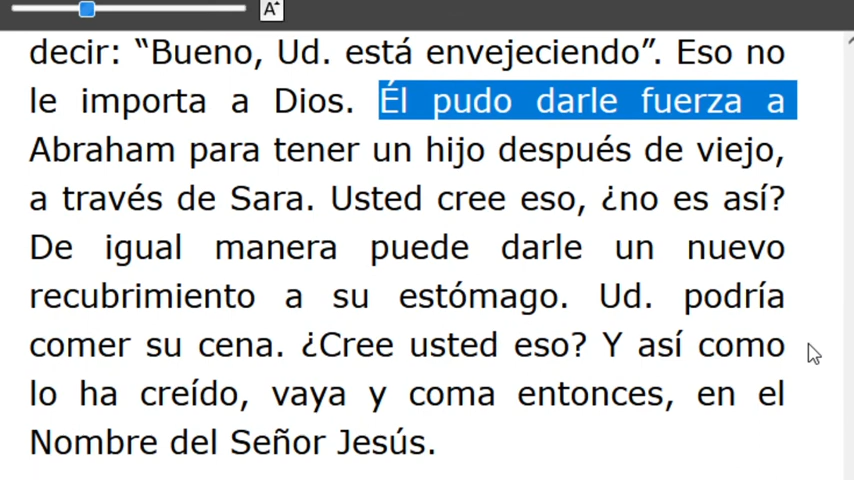 A
decir: “Bueno, Ud. está envejeciendo”. Eso no
le importa a Dios. Él pudo darle fuerza a
Abraham para tener un hijo después de viejo,
a través de Sara. Usted cree eso, ¿no es así?
De igual manera puede darle un nuevo
recubrimiento a su estómago. Ud. podría
comer su cena. ¿Cree usted eso? Y así como
lo ha creído, vaya y coma entonces, en el
Nombre del Señor Jesús.